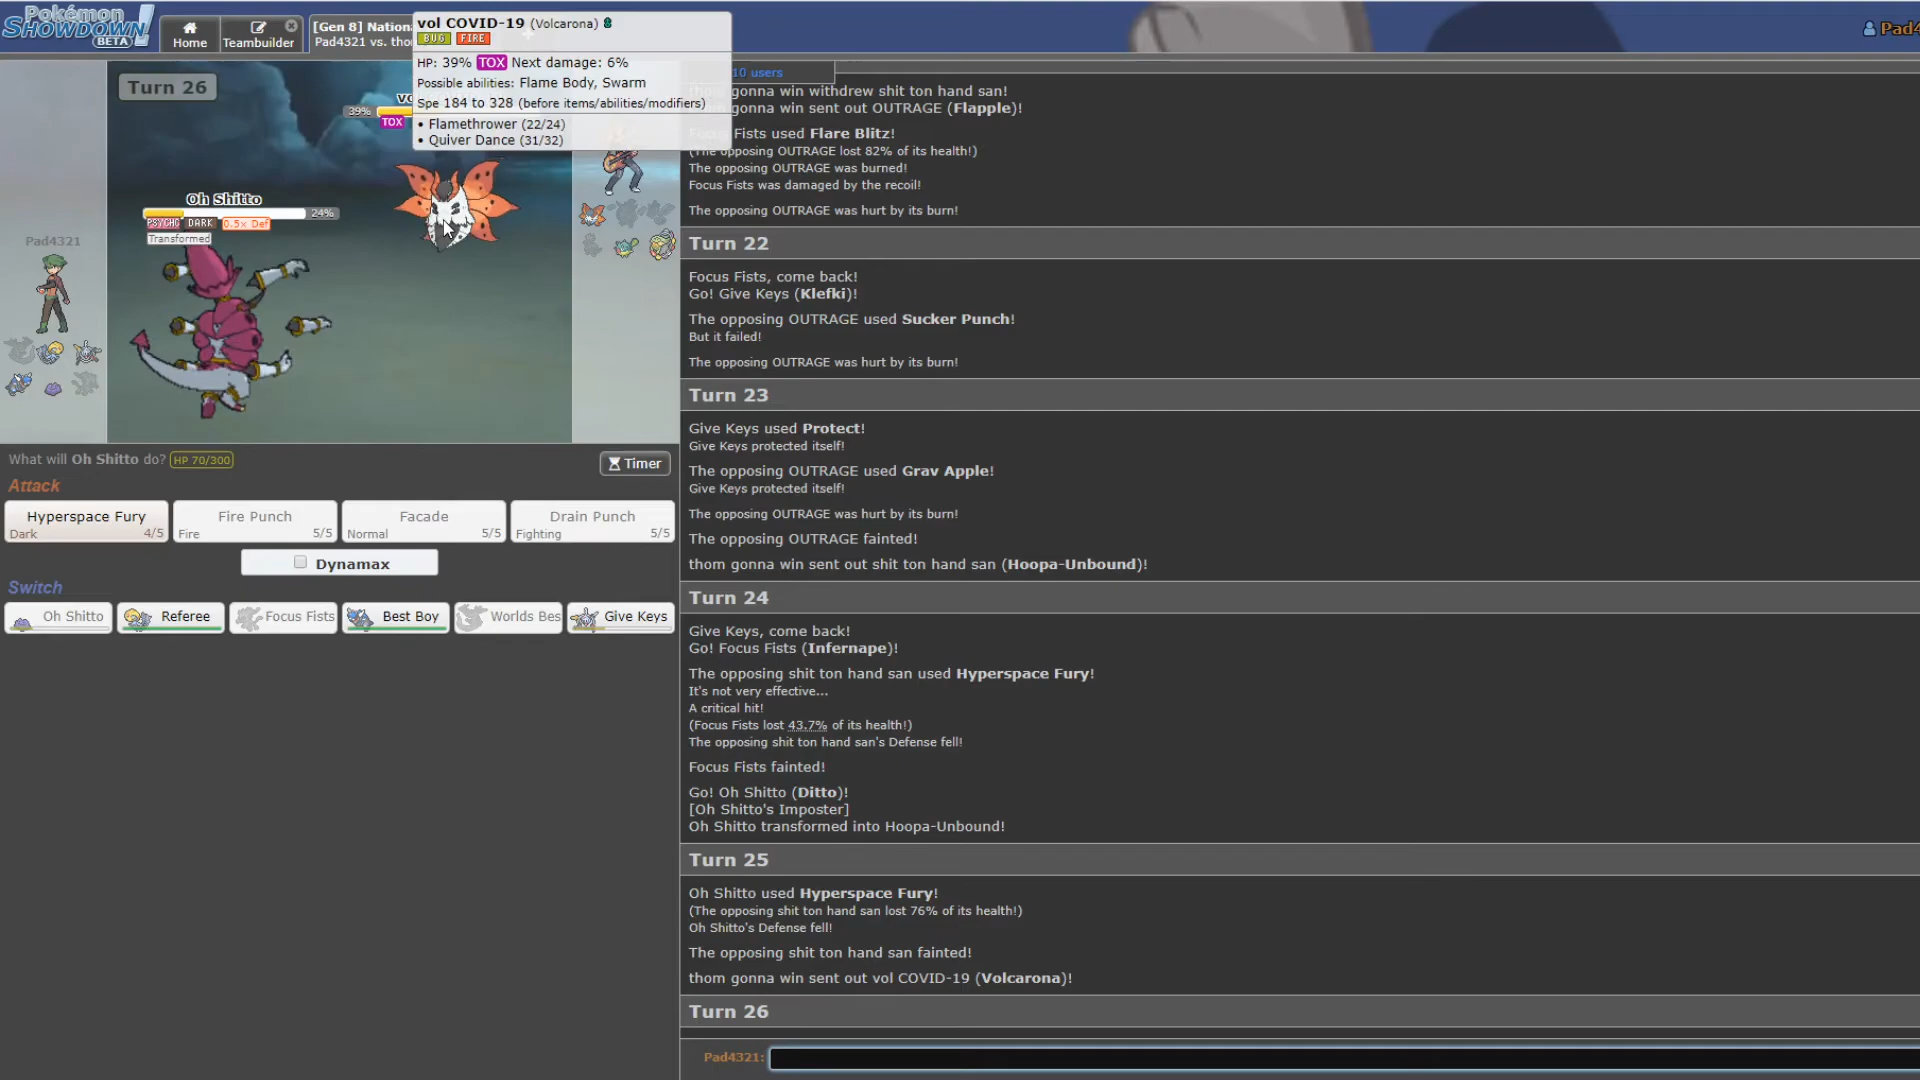 Pokémon
SHOWDOWN!
BETA
Home
Teambuilder
[Gen 8] Nation
Pad4321 vs. tho
Pad4
vol COVID-19 (Volcarona)
BUG FIRE
HP: 39% TOX Next damage: 6%
Possible abilities: Flame Body, Swarm
Spe 184 to 328 (before items/abilities/modifiers)
• Flamethrower (22/24)
• Quiver Dance (31/32)
Turn 26
vo
39%
TOX
Oh Shitto
24%
PSYCHC DARK 0.5× Def
Transformed
Pad4321
What will Oh Shitto do? HP 70/300
Timer
Attack
Hyperspace Fury
Dark 4/5
Fire Punch
Fire 5/5
Facade
Normal 5/5
Drain Punch
Fighting 5/5
Dynamax
Switch
Oh Shitto
Referee
Focus Fists
Best Boy
Worlds Bes
Give Keys
10 users
gonna win withdrew shit ton hand san!
gonna win sent out OUTRAGE (Flapple)!
Fists used Flare Blitz!
(The opposing OUTRAGE lost 82% of its health!)
The opposing OUTRAGE was burned!
Focus Fists was damaged by the recoil!
The opposing OUTRAGE was hurt by its burn!
Turn 22
Focus Fists, come back!
Go! Give Keys (Klefki)!
The opposing OUTRAGE used Sucker Punch!
But it failed!
The opposing OUTRAGE was hurt by its burn!
Turn 23
Give Keys used Protect!
Give Keys protected itself!
The opposing OUTRAGE used Grav Apple!
Give Keys protected itself!
The opposing OUTRAGE was hurt by its burn!
The opposing OUTRAGE fainted!
thom gonna win sent out shit ton hand san (Hoopa-Unbound)!
Turn 24
Give Keys, come back!
Go! Focus Fists (Infernape)!
The opposing shit ton hand san used Hyperspace Fury!
It's not very effective...
A critical hit!
(Focus Fists lost 43.7% of its health!)
The opposing shit ton hand san's Defense fell!
Focus Fists fainted!
Go! Oh Shitto (Ditto)!
[Oh Shitto's Imposter]
Oh Shitto transformed into Hoopa-Unbound!
Turn 25
Oh Shitto used Hyperspace Fury!
(The opposing shit ton hand san lost 76% of its health!)
Oh Shitto's Defense fell!
The opposing shit ton hand san fainted!
thom gonna win sent out vol COVID-19 (Volcarona)!
Turn 26
Pad4321: